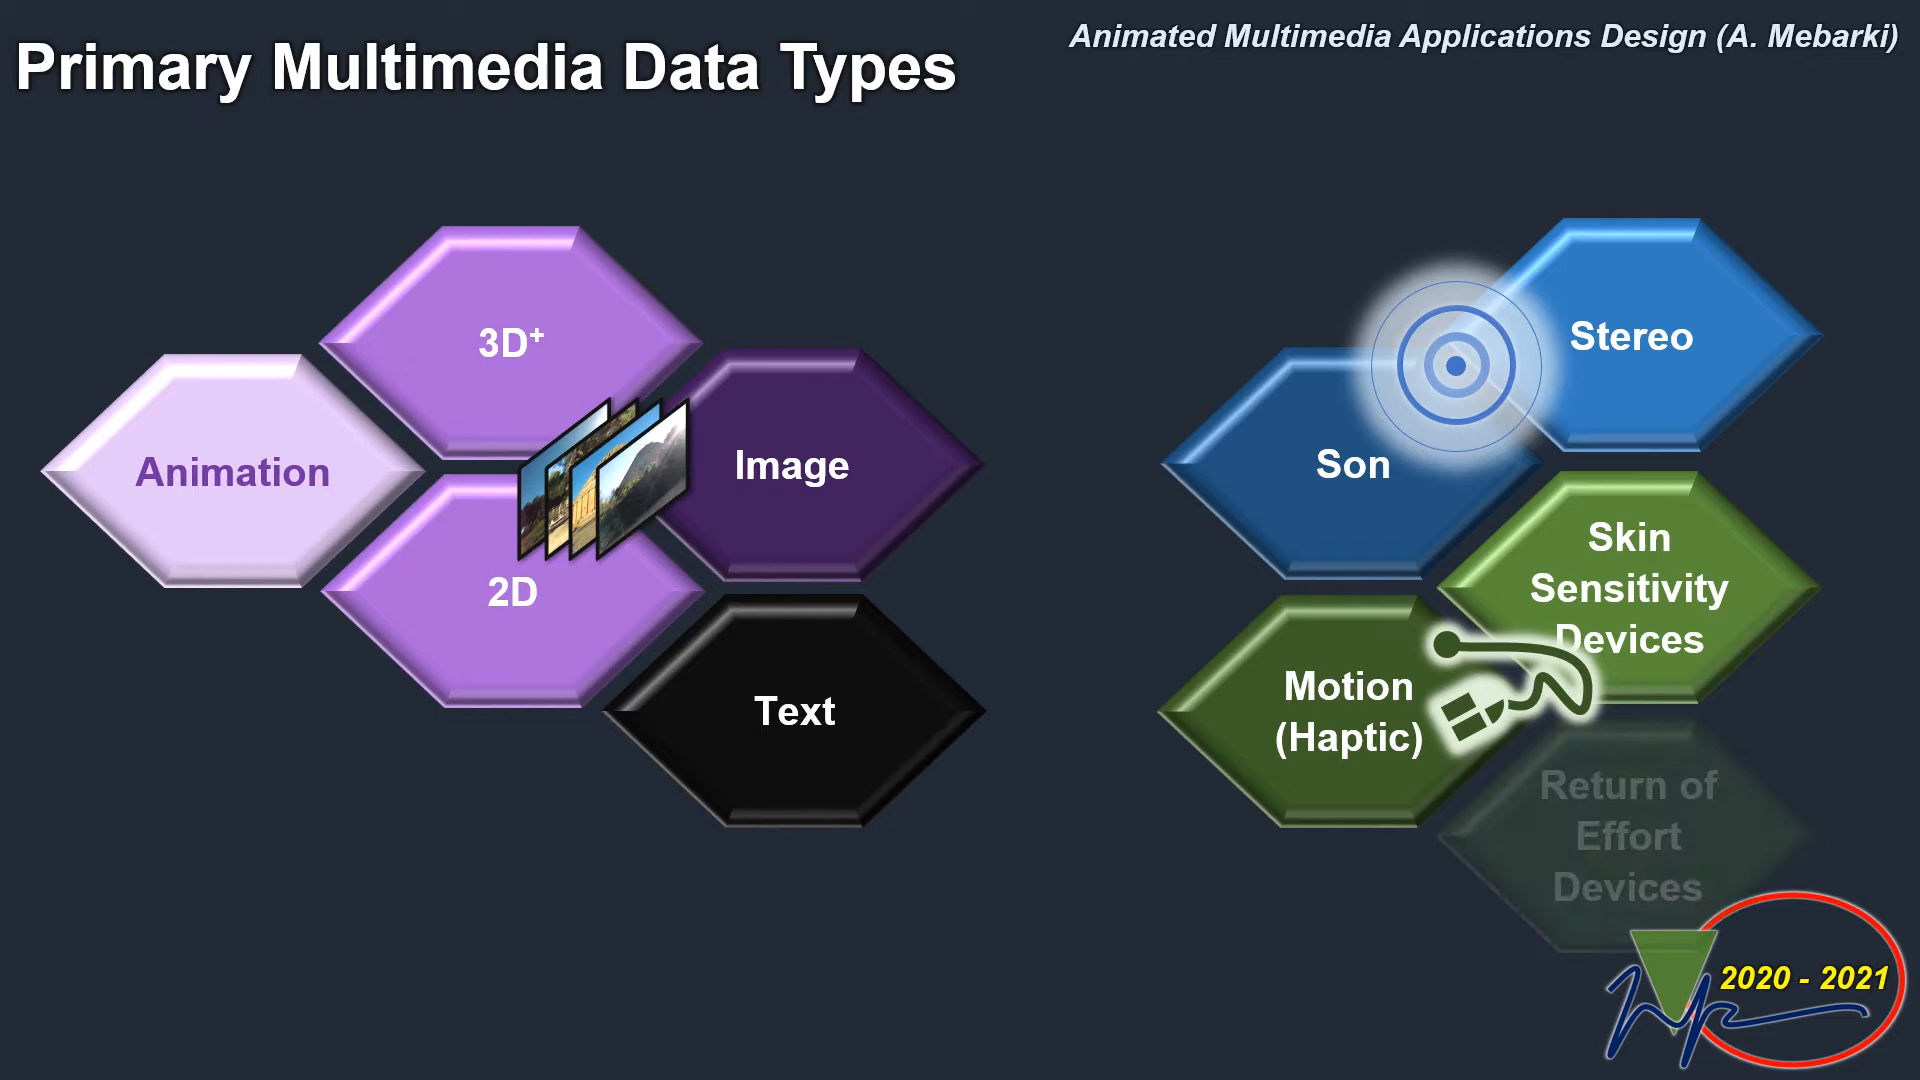 Primary Multimedia Data Types
Animated Multimedia Applications Design (A. Mebarki)
3D+
Animation
Image
2D
Text
Stereo
Son
Skin
Sensitivity
Devices
Motion
(Haptic)
Return of
Effort
Devices
2020 - 2021